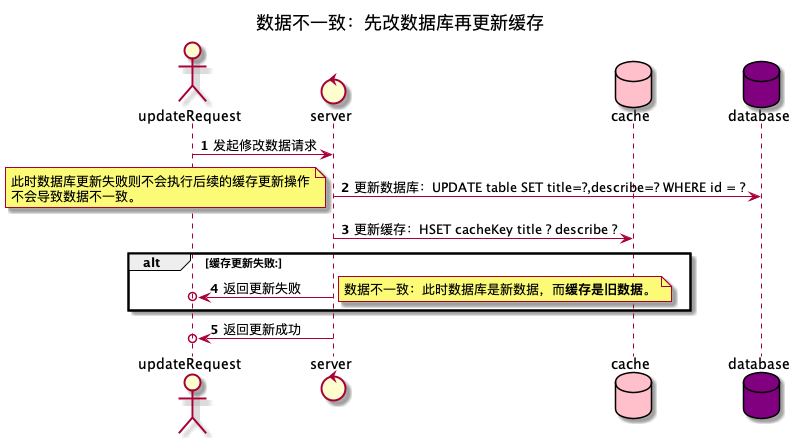 数据不一致：先改数据库再更新缓存
updateRequest
server
cache
database
1 发起修改数据请求
此时数据库更新失败则不会执行后续的缓存更新操作
不会导致数据不一致。
2 更新数据库：UPDATE table SET title=?,describe=? WHERE id = ?
3 更新缓存：HSET cacheKey title ? describe ?
alt [缓存更新失败:]
4 返回更新失败
数据不一致：此时数据库是新数据，而缓存是旧数据。
5 返回更新成功
updateRequest
server
cache
database